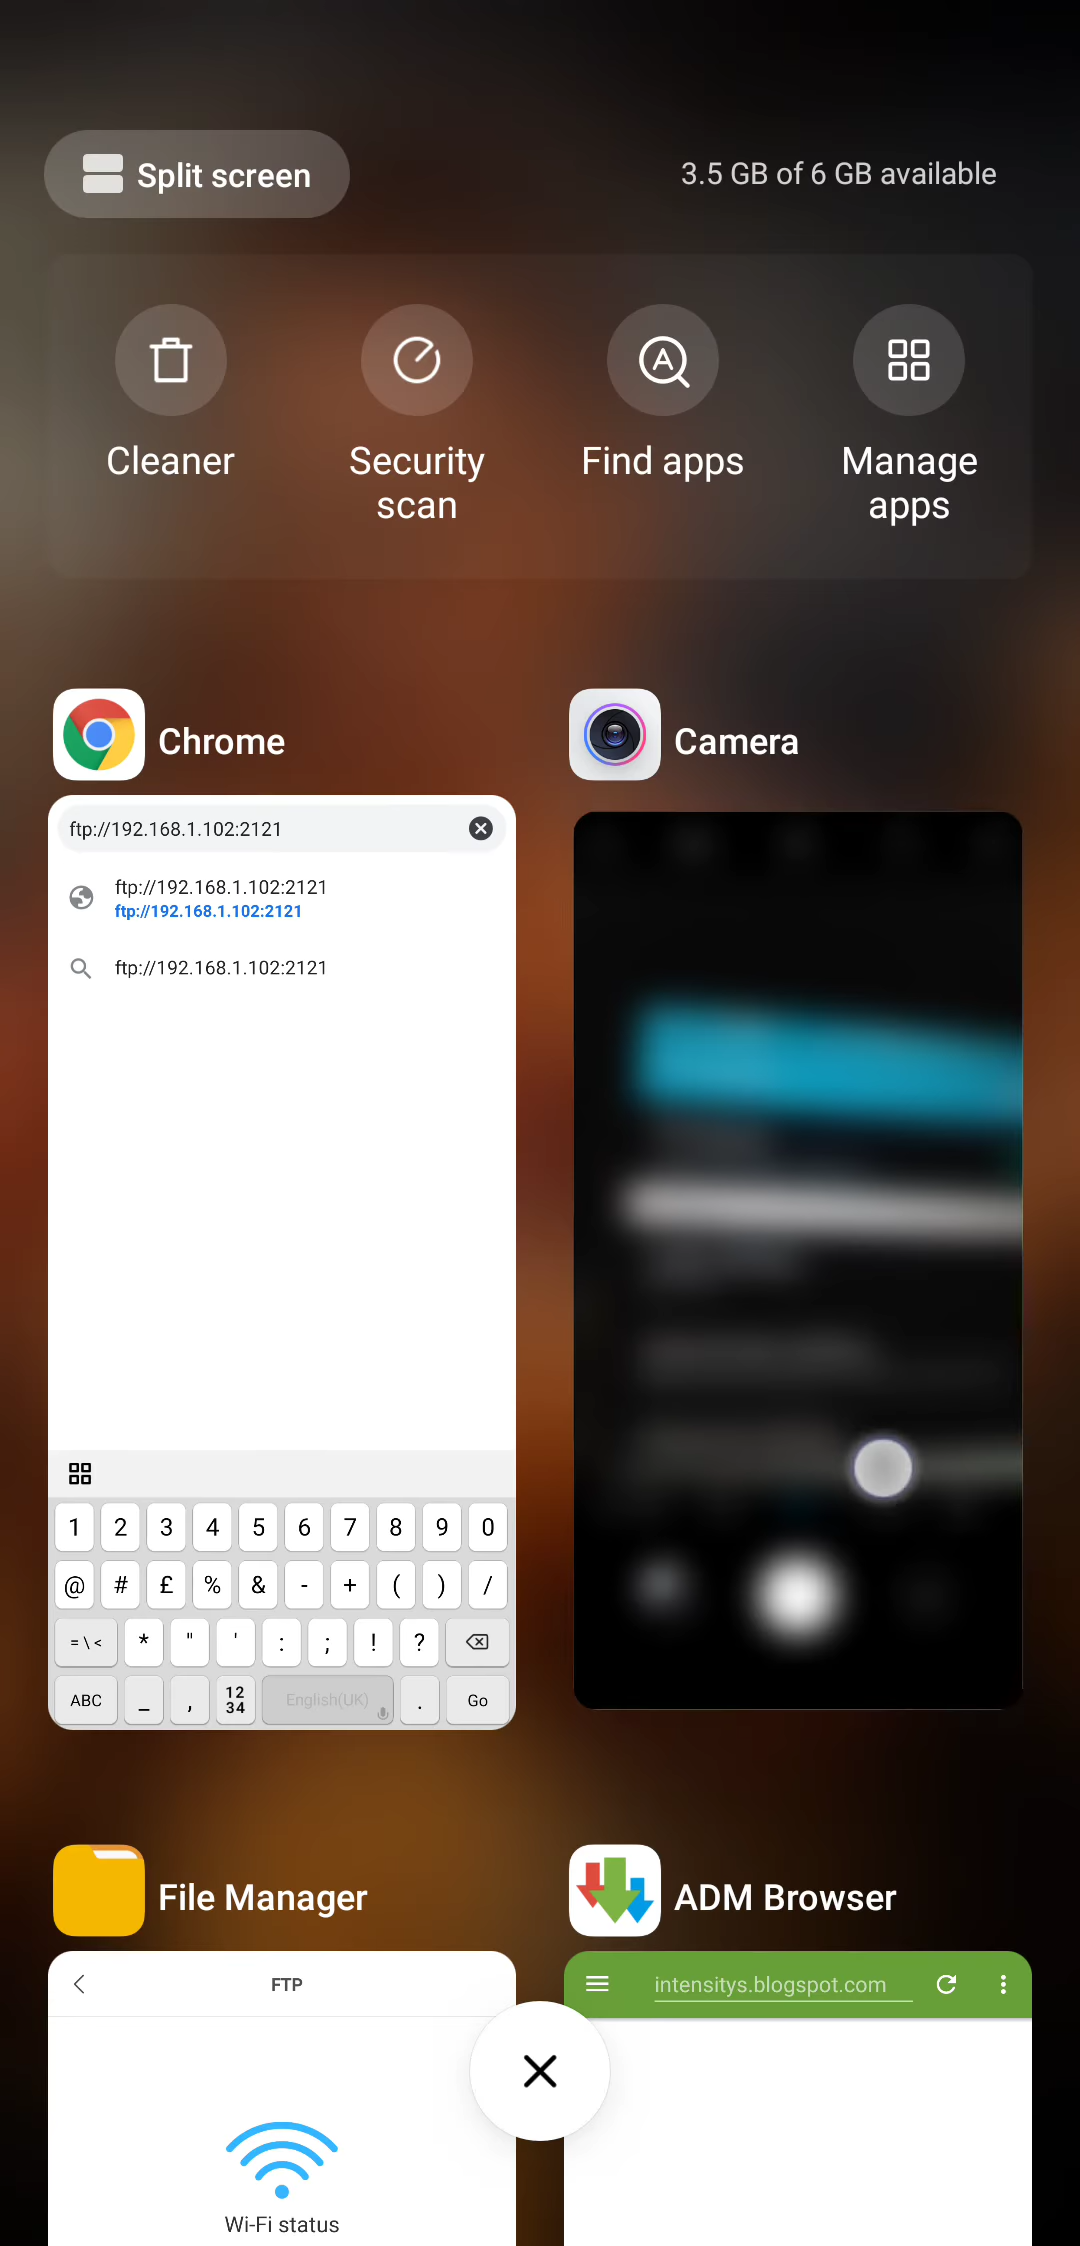 Split screen
3.5 GB of 6 GB available
Cleaner
Security
scan
Find apps
Manage
apps
Chrome
Camera
ftp://192.168.1.102:2121
ftp://192.168.1.102:2121
ftp://192.168.1.102:2121
ftp://192.168.1.102:2121
1 2 3 4 5 6 7 8 9 0
@ # £ % & - + ( ) /
= \ < * " ' : ; ! ?
ABC _ , 12 34 English(UK) . Go
File Manager
ADM Browser
FTP
intensitys.blogspot.com
Wi-Fi status